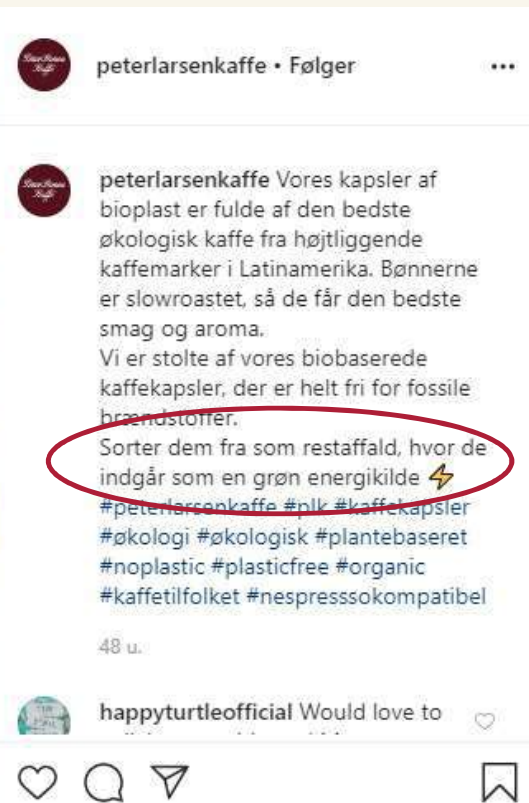 peterlarsenkaffe • Følger
peterlarsenkaffe Vores kapsler af
bioplast er fulde af den bedste
økologisk kaffe fra højtliggende
kaffemarker i Latinamerika. Bønnerne
er slowroastet, så de får den bedste
smag og aroma.
Vi er stolte af vores biobaserede
kaffekapsler, der er helt fri for fossile
brændstoffer.
Sorter dem fra som restaffald, hvor de
indgår som en grøn energikilde ⚡
#peterlarsenkaffe #plk #kaffekapsler
#økologi #økologisk #plantebaseret
#noplastic #plasticfree #organic
#kaffetilfolket #nespresssokompatibel
48 u.
happyturtleofficial Would love to